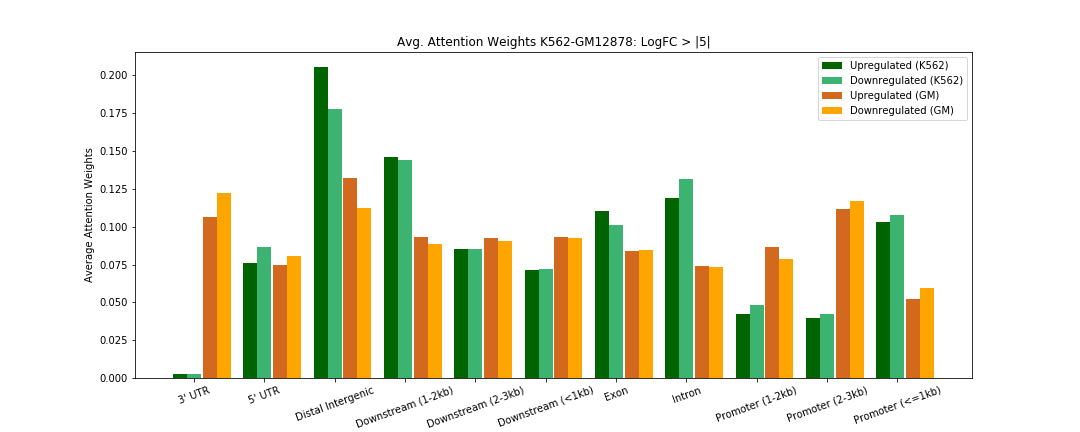 Avg. Attention Weights K562-GM12878: LogFC > |5|
Upregulated (K562)
Downregulated (K562)
Upregulated (GM)
Downregulated (GM)
Average Attention Weights
0.200
0.175
0.150
0.125
0.100
0.075
0.050
0.025
0.000
3' UTR
5' UTR
Distal Intergenic
Downstream (1-2kb)
Downstream (2-3kb)
Downstream (<1kb)
Exon
Intron
Promoter (1-2kb)
Promoter (2-3kb)
Promoter (<=1kb)